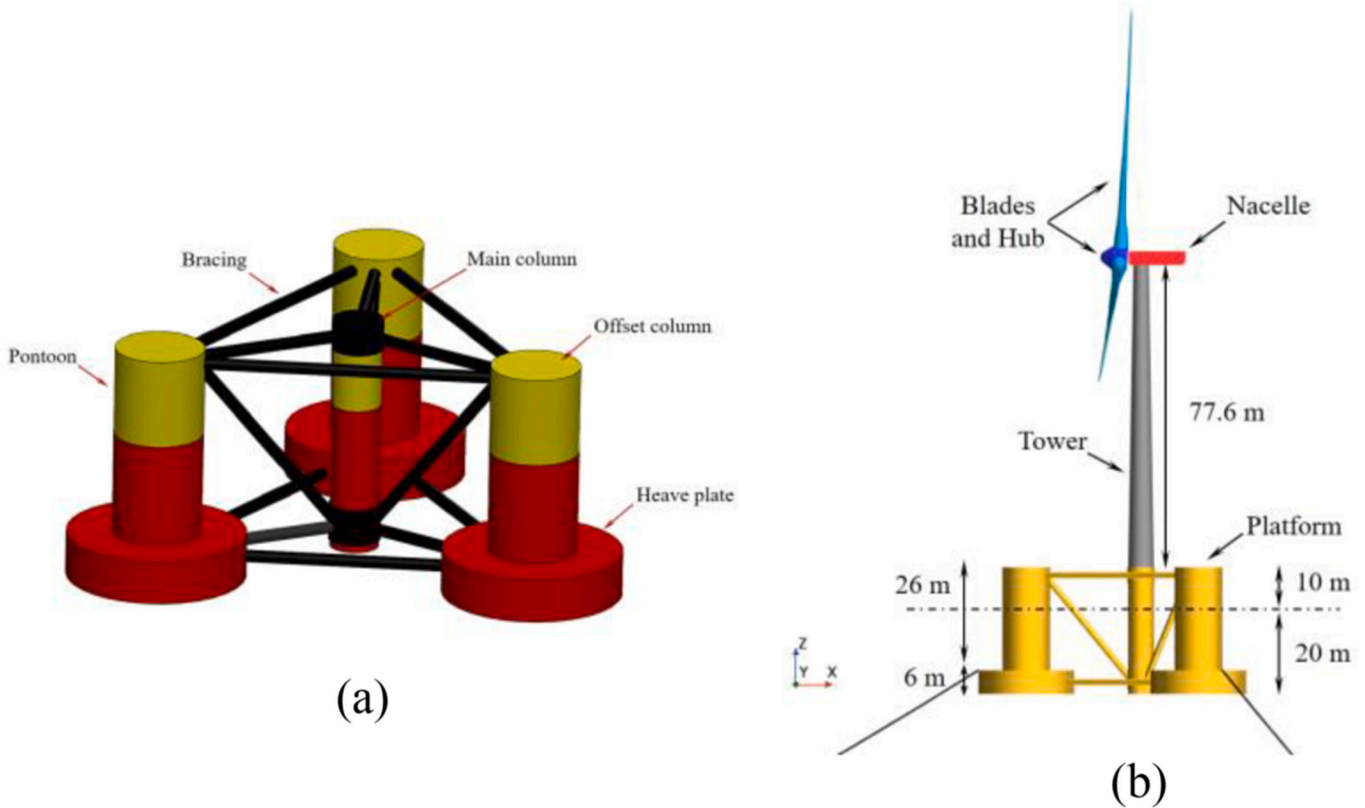 Bracing
Main column
Offset column
Pontoon
Heave plate
(a)
Blades
and Hub
Nacelle
77.6 m
Tower
Platform
26 m
10 m
20 m
6 m
Z
Y X
(b)